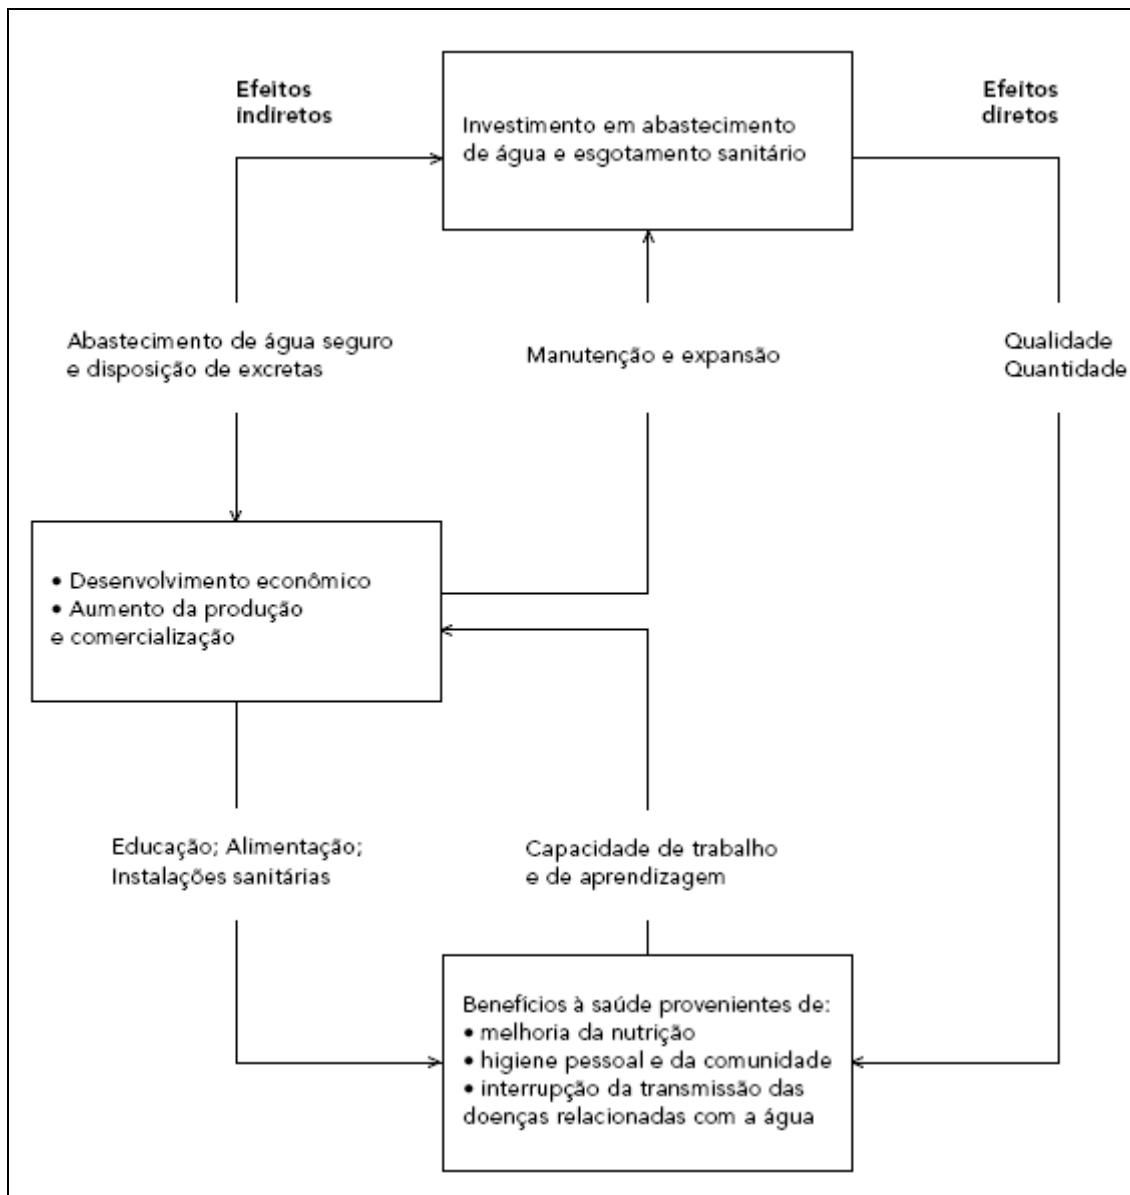 Efeitos
indiretos
Investimento em abastecimento
de água e esgotamento sanitário
Efeitos
diretos
Abastecimento de água seguro
e disposição de excretas
Manutenção e expansão
Qualidade
Quantidade
• Desenvolvimento econômico
• Aumento da produção
e comercialização
Educação; Alimentação;
Instalações sanitárias
Capacidade de trabalho
e de aprendizagem
Benefícios à saúde provenientes de:
• melhoria da nutrição
• higiene pessoal e da comunidade
• interrupção da transmissão das
doenças relacionadas com a água